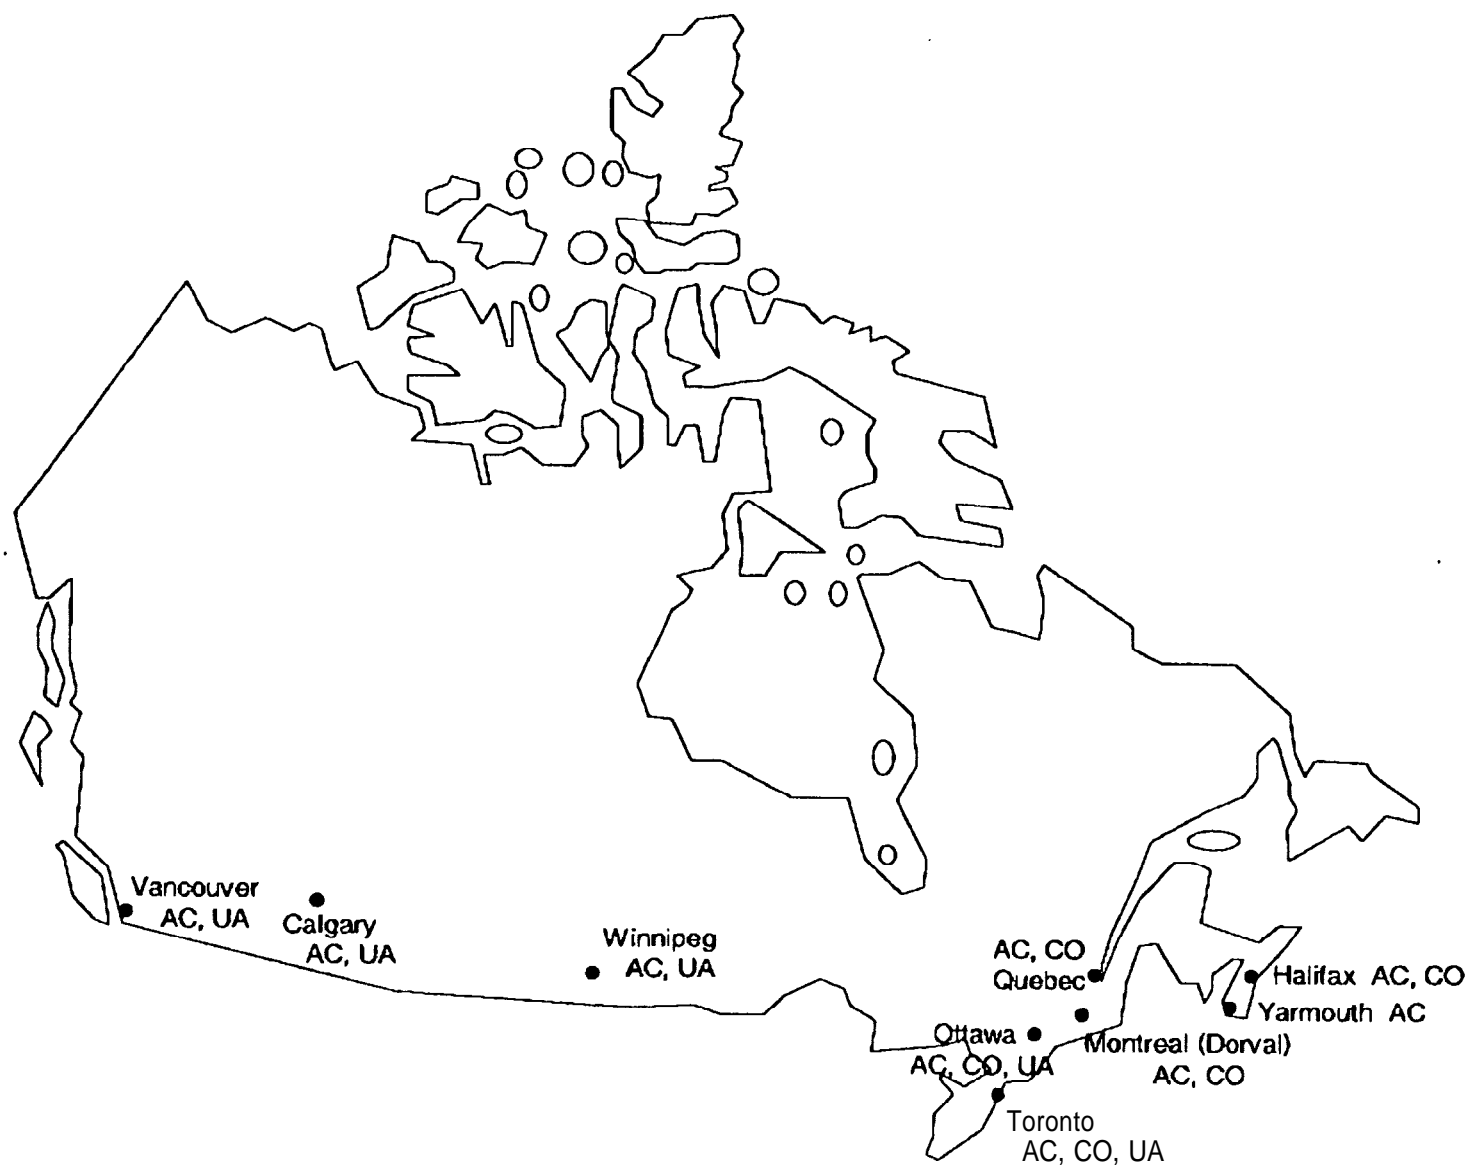 Vancouver
AC, UA
Calgary
AC, UA
Winnipeg
AC, UA
AC, CO
Quebec
Halifax AC, CO
Yarmouth AC
Ottawa
AC, CO, UA
Montreal (Dorval)
AC, CO
Toronto
AC, CO, UA